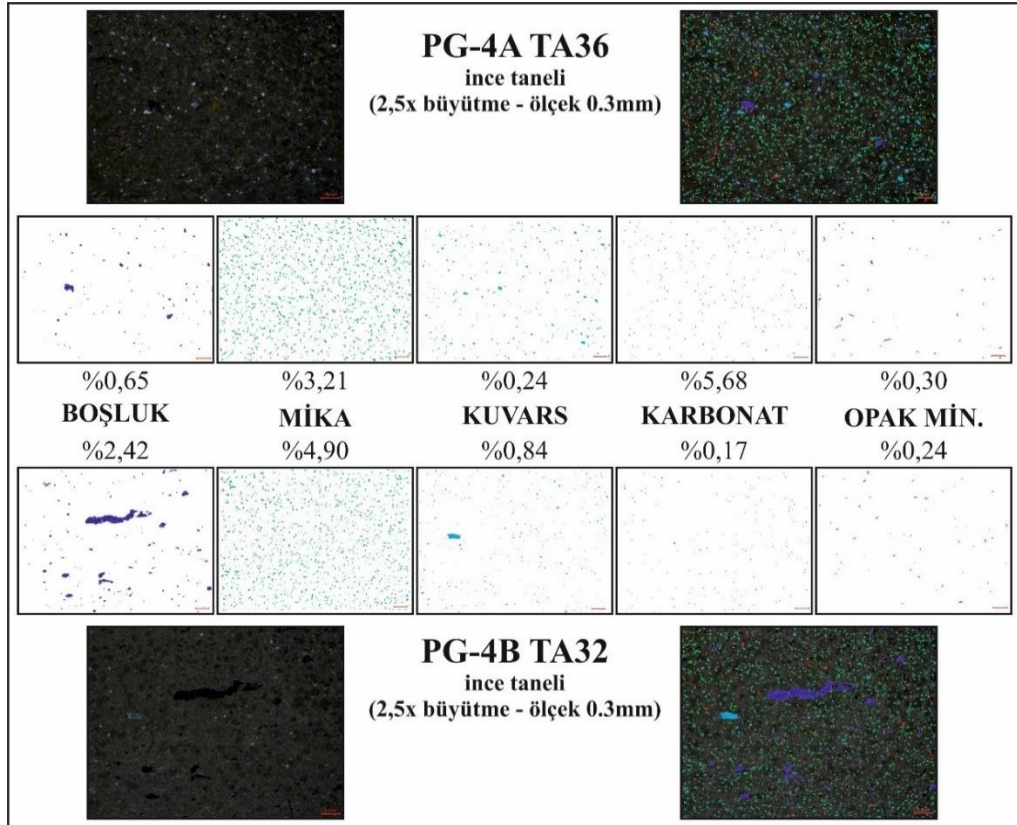 PG-4A TA36
ince taneli
(2,5x büyütme - ölçek 0.3mm)
%0,65 %3,21 %0,24 %5,68 %0,30
BOŞLUK MİKA KUVARS KARBONAT OPAK MİN.
%2,42 %4,90 %0,84 %0,17 %0,24
PG-4B TA32
ince taneli
(2,5x büyütme - ölçek 0.3mm)